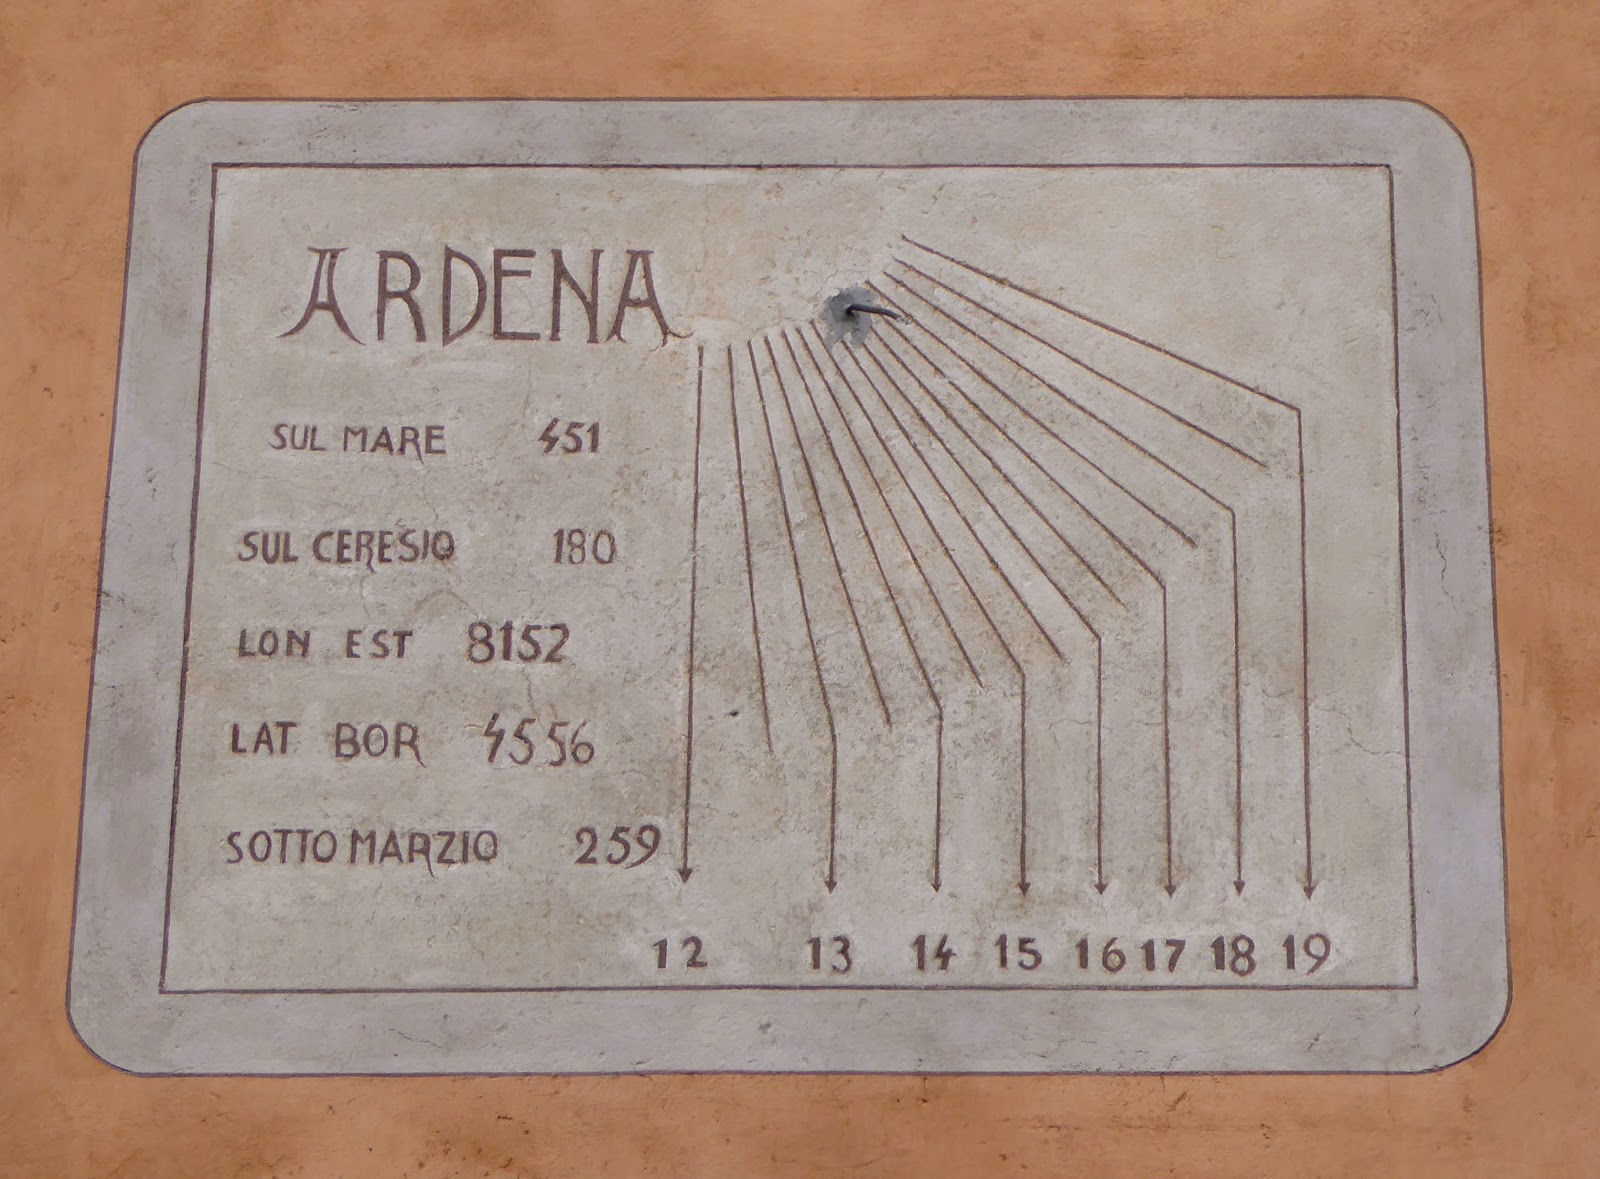 ARDENA
SUL MARE 451
SUL CERESIO 180
LON EST 8152
LAT BOR 4556
SOTTO MARZIO 259
12 13 14 15 16 17 18 19